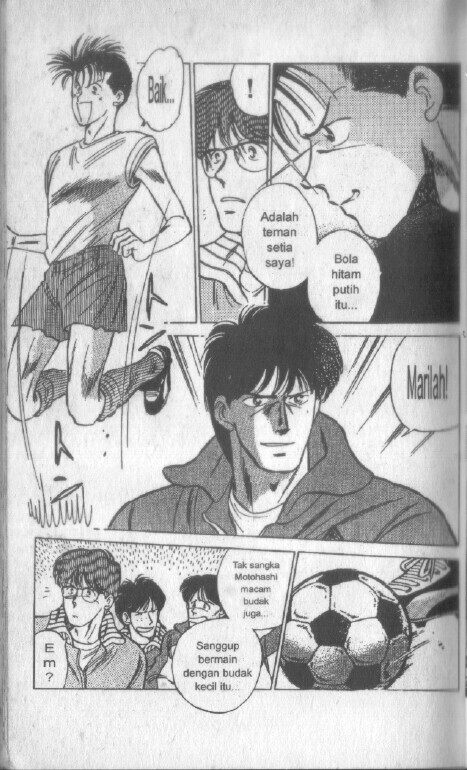 Bola
hitam
putih
itu...
Adalah
teman
setia
saya!
!
Baik...
Marilah!
Tak sangka
Motohashi
macam
budak
juga...
Sanggup
bermain
dengan budak
kecil itu...
E
m
?